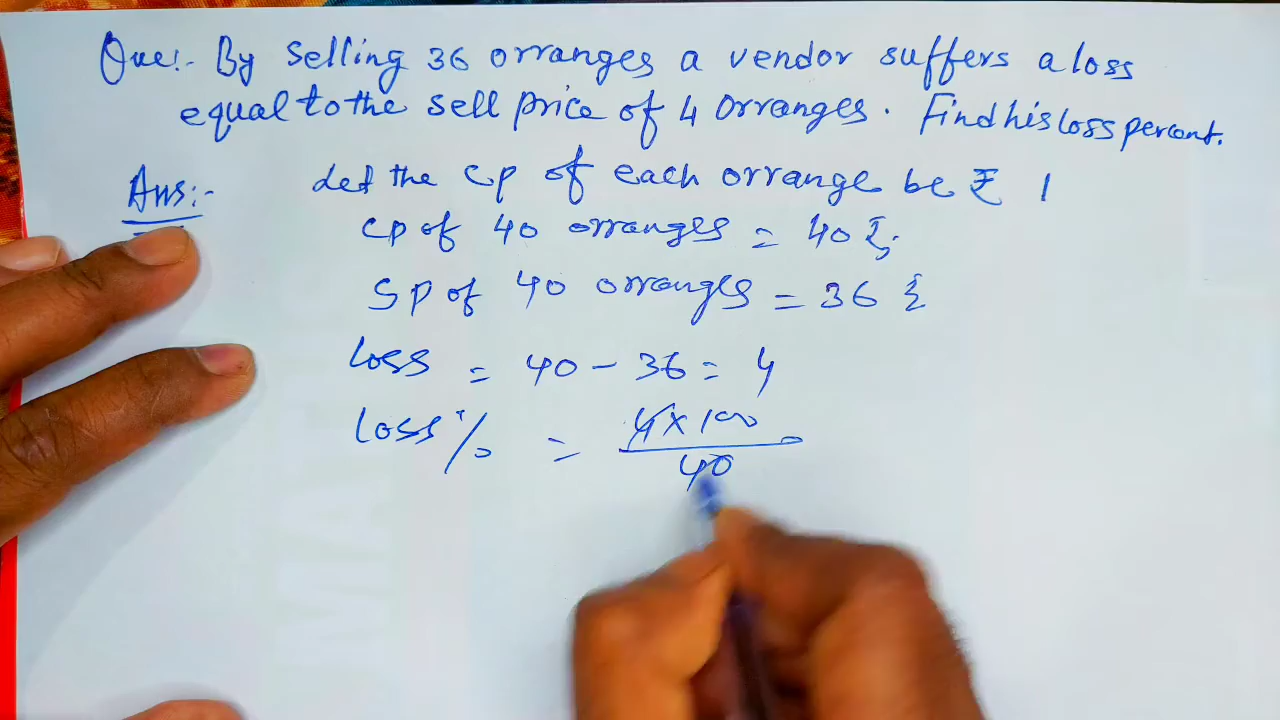 Que:- By selling 36 orranges a vendor suffers a loss
equal to the sell price of 4 orranges. Find his loss percent.
Ans:- Let the CP of each orrange be ₹ 1
CP of 40 orranges = 40 ₹
SP of 40 orranges = 36 ₹
loss = 40 - 36 = 4
loss % = 4 x 100
40